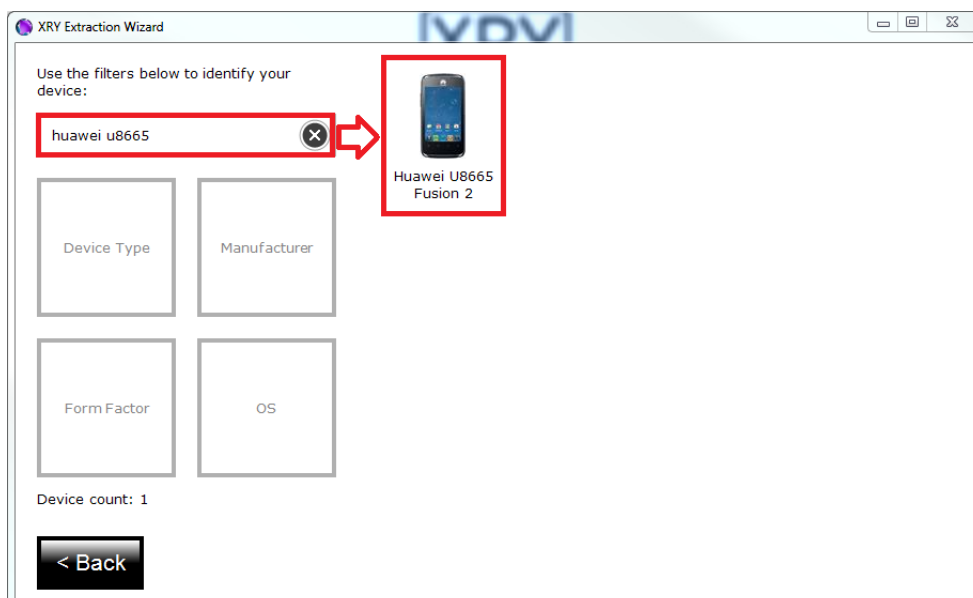 XRY Extraction Wizard
Use the filters below to identify your
device:
huawei u8665
Huawei U8665
Fusion 2
Device Type
Manufacturer
Form Factor
OS
Device count: 1
< Back